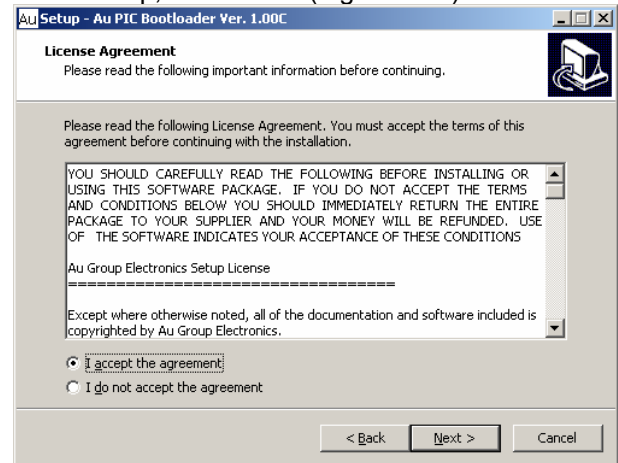 Au Setup - Au PIC Bootloader Ver. 1.00C
License Agreement
Please read the following important information before continuing.
Please read the following License Agreement. You must accept the terms of this
agreement before continuing with the installation.
YOU SHOULD CAREFULLY READ THE FOLLOWING BEFORE INSTALLING OR
USING THIS SOFTWARE PACKAGE. IF YOU DO NOT ACCEPT THE TERMS
AND CONDITIONS BELOW YOU SHOULD IMMEDIATELY RETURN THE ENTIRE
PACKAGE TO YOUR SUPPLIER AND YOUR MONEY WILL BE REFUNDED. USE
OF THE SOFTWARE INDICATES YOUR ACCEPTANCE OF THESE CONDITIONS
Au Group Electronics Setup License
===================================
Except where otherwise noted, all of the documentation and software included is
copyrighted by Au Group Electronics.
I accept the agreement
I do not accept the agreement
< Back Next > Cancel